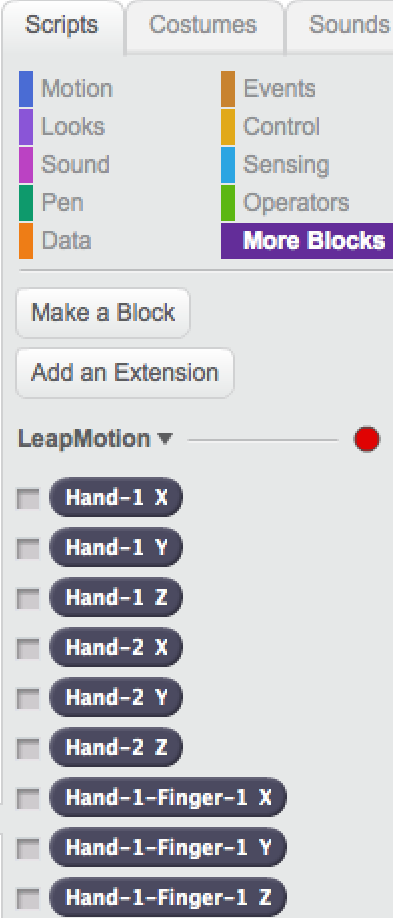 Scripts Costumes Sounds
Motion Events
Looks Control
Sound Sensing
Pen Operators
Data More Blocks
Make a Block
Add an Extension
LeapMotion
Hand-1 X
Hand-1 Y
Hand-1 Z
Hand-2 X
Hand-2 Y
Hand-2 Z
Hand-1-Finger-1 X
Hand-1-Finger-1 Y
Hand-1-Finger-1 Z